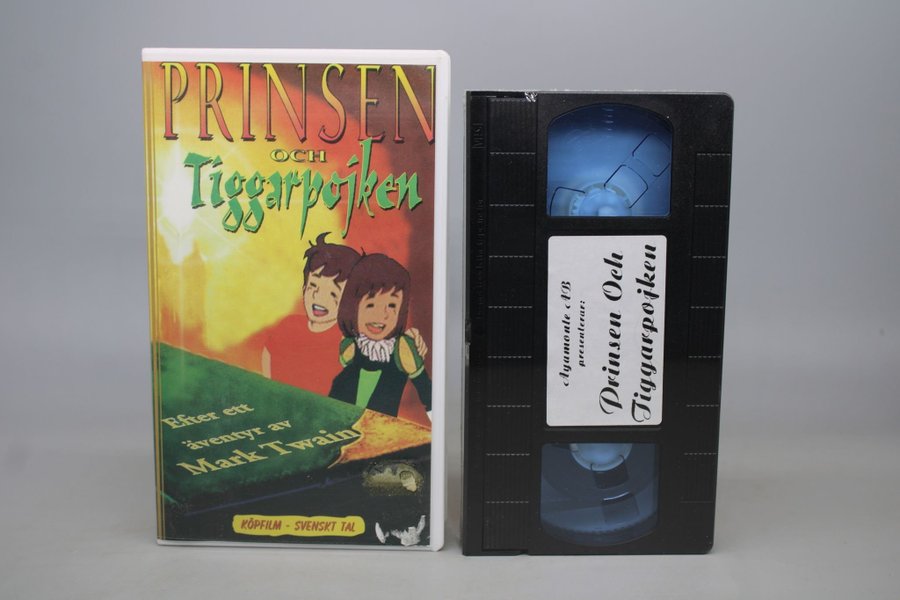 PRINSEN
OCH
Tiggarpojken
Efter ett
äventyr av
Mark Twain
KÖPFILM - SVENSKT TAL
Ayamonte AB
presenterar:
Prinsen Och
Tiggarpojken